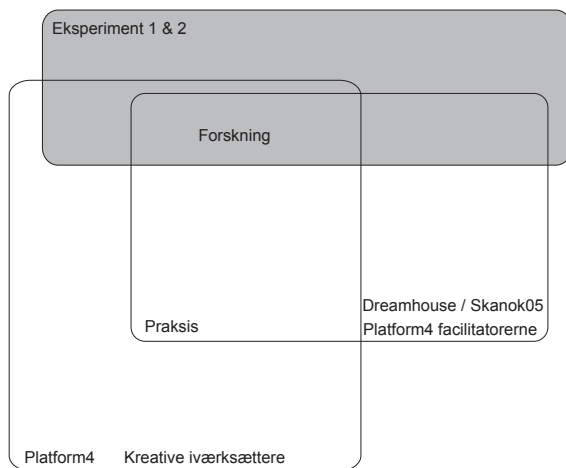 Eksperiment 1 & 2
Forskning
Dreamhouse / Skanok05
Praksis
Platform4 facilitatorerne
Platform4
Kreative iværksættere